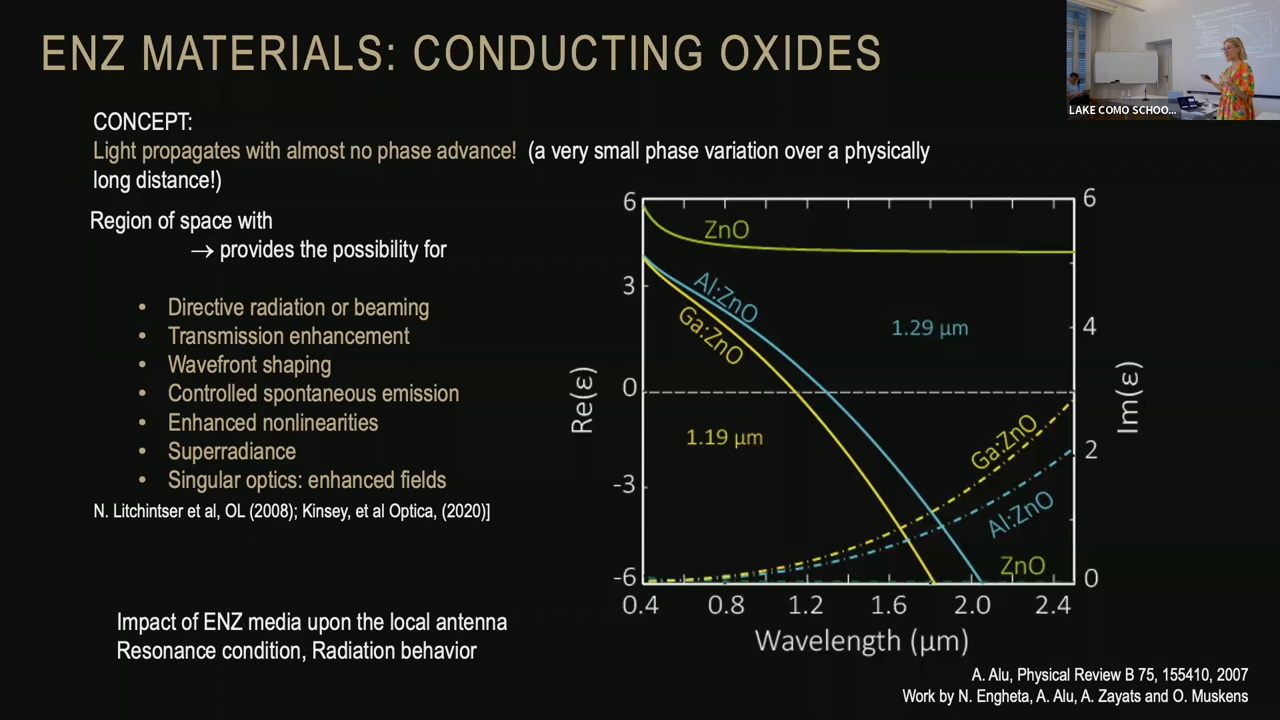 ENZ MATERIALS: CONDUCTING OXIDES
LAKE COMO SCHOO...
CONCEPT:
Light propagates with almost no phase advance! (a very small phase variation over a physically
long distance!)
Region of space with
→ provides the possibility for
• Directive radiation or beaming
• Transmission enhancement
• Wavefront shaping
• Controlled spontaneous emission
• Enhanced nonlinearities
• Superradiance
• Singular optics: enhanced fields
N. Litchintser et al, OL (2008); Kinsey, et al Optica, (2020)]
Impact of ENZ media upon the local antenna
Resonance condition, Radiation behavior
6
3
0
-3
-6
Re(ε)
ZnO
Al:ZnO
Ga:ZnO
1.29 µm
1.19 µm
Ga:ZnO
Al:ZnO
ZnO
6
4
2
0
Im(ε)
0.4 0.8 1.2 1.6 2.0 2.4
Wavelength (µm)
A. Alu, Physical Review B 75, 155410, 2007
Work by N. Engheta, A. Alu, A. Zayats and O. Muskens